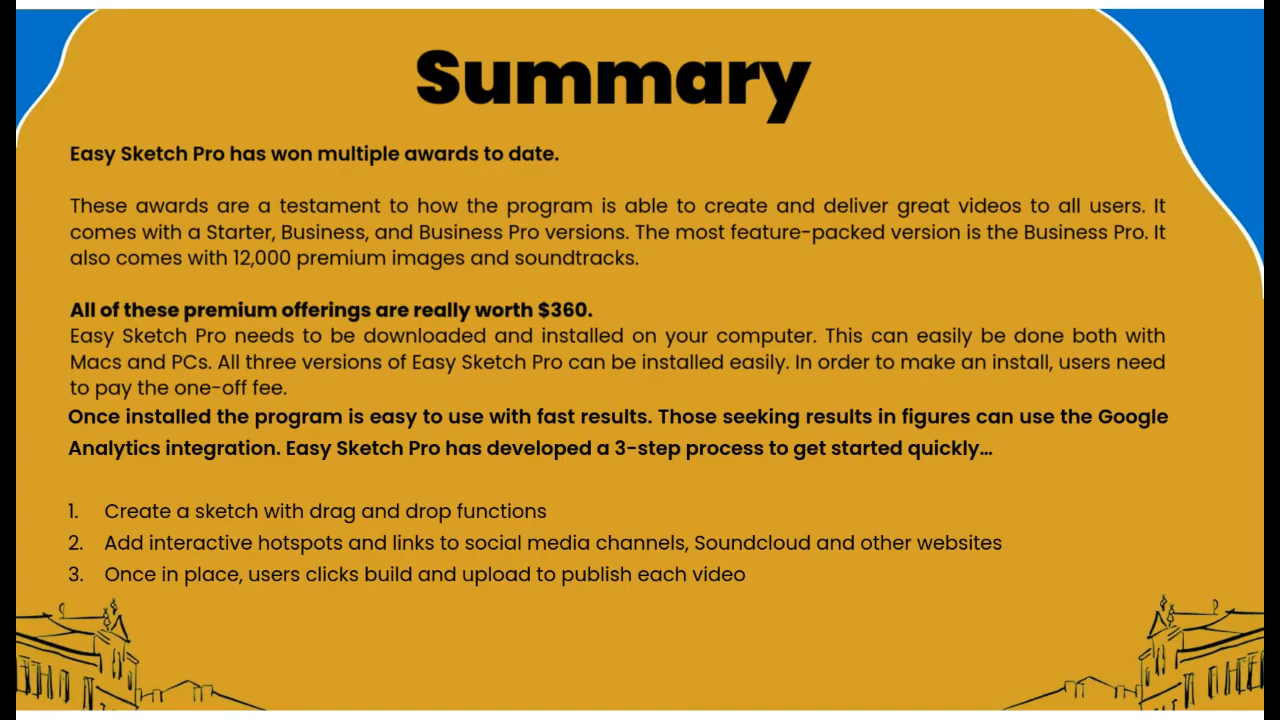 Summary
Easy Sketch Pro has won multiple awards to date.
These awards are a testament to how the program is able to create and deliver great videos to all users. It
comes with a Starter, Business, and Business Pro versions. The most feature-packed version is the Business Pro. It
also comes with 12,000 premium images and soundtracks.
All of these premium offerings are really worth $360.
Easy Sketch Pro needs to be downloaded and installed on your computer. This can easily be done both with
Macs and PCs. All three versions of Easy Sketch Pro can be installed easily. In order to make an install, users need
to pay the one-off fee.
Once installed the program is easy to use with fast results. Those seeking results in figures can use the Google
Analytics integration. Easy Sketch Pro has developed a 3-step process to get started quickly…
1. Create a sketch with drag and drop functions
2. Add interactive hotspots and links to social media channels, Soundcloud and other websites
3. Once in place, users clicks build and upload to publish each video